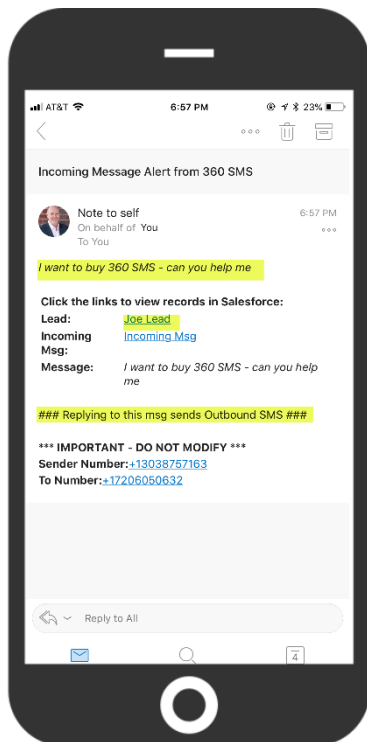 AT&T 6:57 PM 23%
Incoming Message Alert from 360 SMS
Note to self 6:57 PM
On behalf of You
To You
I want to buy 360 SMS - can you help me
Click the links to view records in Salesforce:
Lead: Joe Lead
Incoming Msg: Incoming Msg
Message: I want to buy 360 SMS - can you help
me
### Replying to this msg sends Outbound SMS ###
*** IMPORTANT - DO NOT MODIFY ***
Sender Number:+13038757163
To Number:+17206050632
Reply to All
4